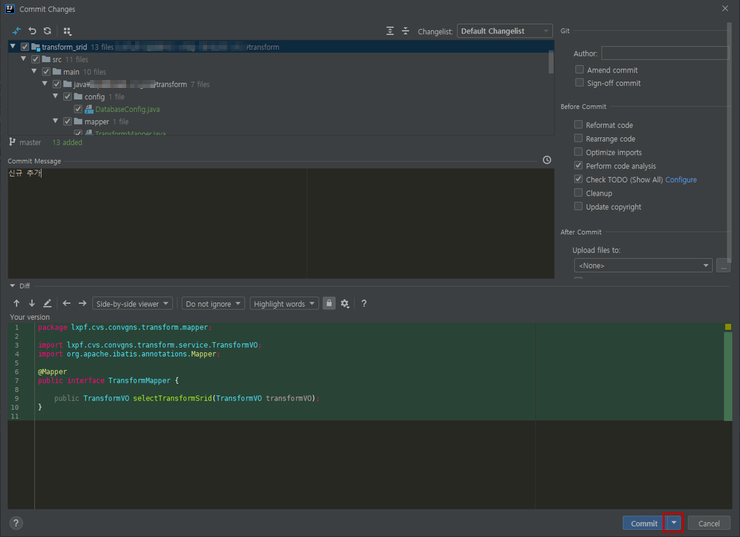 Commit Changes
Changelist: Default Changelist
transform_srid 13 files /transform
src 11 files
main 10 files
java transform 7 files
config 1 file
DatabaseConfig.java
mapper 1 file
TransformMapper.java
master 13 added
Commit Message
신규 추가
Git
Author:
Amend commit
Sign-off commit
Before Commit
Reformat code
Rearrange code
Optimize imports
Perform code analysis
Check TODO (Show All) Configure
Cleanup
Update copyright
After Commit
Upload files to:
<None>
...
Diff
Side-by-side viewer Do not ignore Highlight words ?
Your version
1 package lxpf.cvs.convgns.transform.mapper;
2
3 import lxpf.cvs.convgns.transform.service.TransformVO;
4 import org.apache.ibatis.annotations.Mapper;
5
6 @Mapper
7 public interface TransformMapper {
8
9 public TransformVO selectTransformSrid(TransformVO transformVO);
10 }
11
? Commit Cancel